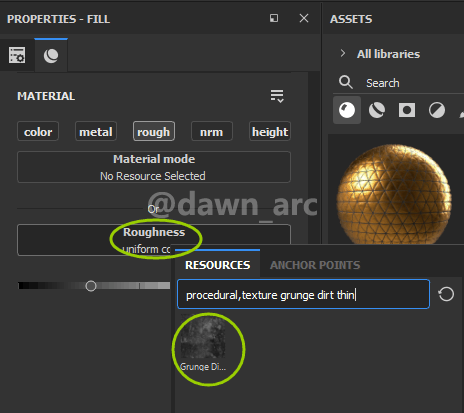 PROPERTIES - FILL
ASSETS
All libraries
Search
MATERIAL
color metal rough nrm height
Material mode
No Resource Selected
Or
@dawn_arc
Roughness
uniform cc
RESOURCES ANCHOR POINTS
procedural,texture grunge dirt thin
Grunge Di...